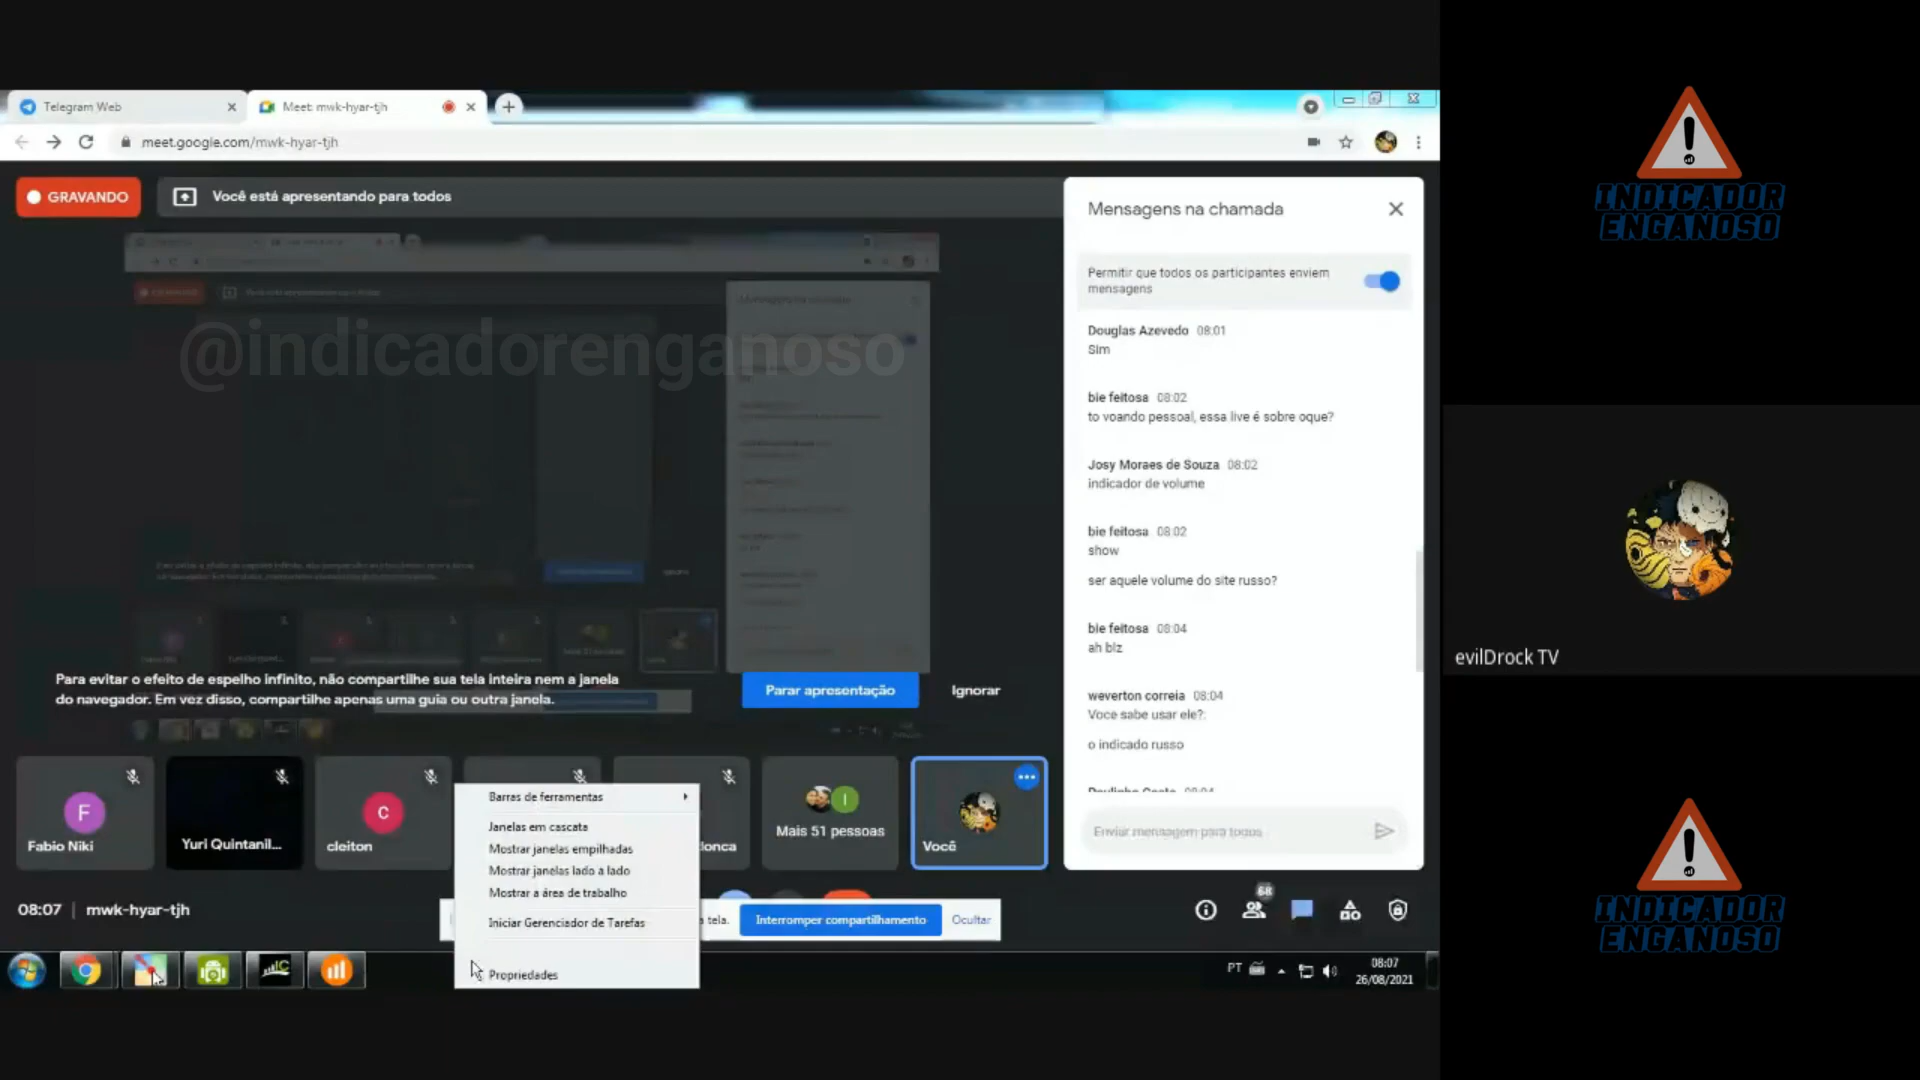 Telegram Web
Meet: mwk-hyar-tjh
meet.google.com/mwk-hyar-tjh
GRAVANDO
Você está apresentando para todos
@indicadorenganoso
Para evitar o efeito de espelho infinito, não compartilhe sua tela inteira nem a janela
do navegador. Em vez disso, compartilhe apenas uma guia ou outra janela.
Parar apresentação
Ignorar
Mensagens na chamada
Permitir que todos os participantes enviem
mensagens
Douglas Azevedo 08:01
Sim
bie feitosa 08:02
to voando pessoal, essa live é sobre oque?
Josy Moraes de Souza 08:02
indicador de volume
bie feitosa 08:02
show
ser aquele volume do site russo?
bie feitosa 08:04
ah blz
weverton correia 08:04
Voce sabe usar ele?
o indicado russo
Enviar mensagem para todos
F
Fabio Niki
Yuri Quintanil...
c
cleiton
lonca
I
Mais 51 pessoas
Você
Barras de ferramentas
Janelas em cascata
Mostrar janelas empilhadas
Mostrar janelas lado a lado
Mostrar a área de trabalho
Iniciar Gerenciador de Tarefas
Propriedades
a tela.
Interromper compartilhamento
Ocultar
08:07 | mwk-hyar-tjh
68
PT
08:07
26/08/2021
INDICADOR
ENGANOSO
evilDrock TV
INDICADOR
ENGANOSO